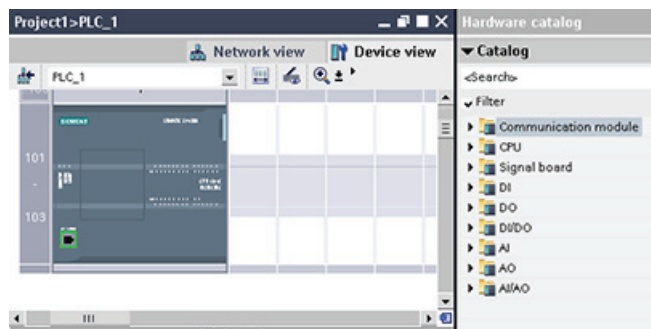 Project1>PLC_1
Network view
Device view
PLC_1
SIEMENS
101
-
103
Hardware catalog
Catalog
<Search>
Filter
Communication module
CPU
Signal board
DI
DO
DI/DO
AI
AO
AI/AO